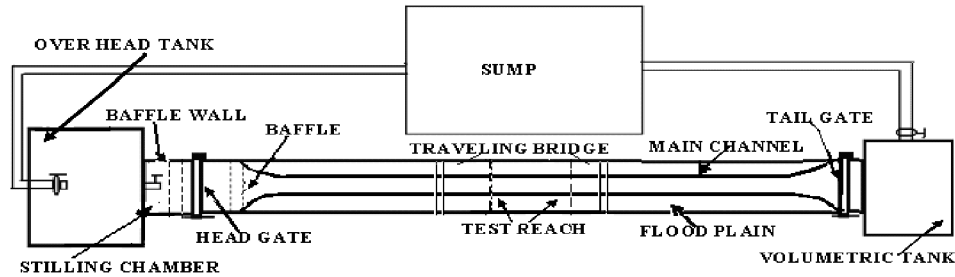 OVER HEAD TANK
SUMP
BAFFLE WALL
BAFFLE
TAIL GATE
TRAVELING BRIDGE
MAIN CHANNEL
HEAD GATE
TEST REACH
FLOOD PLAIN
STILLING CHAMBER
VOLUMETRIC TANK